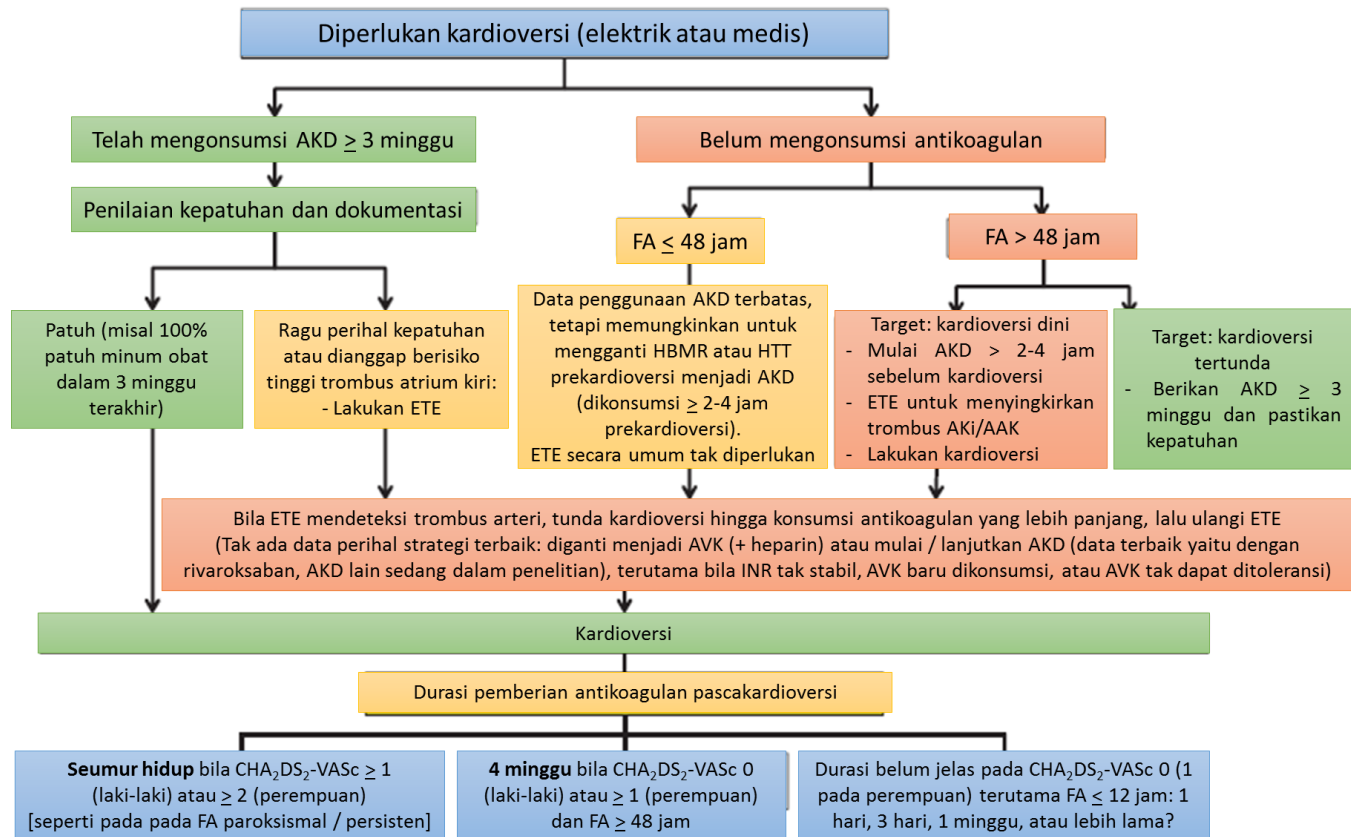 Diperlukan kardioversi (elektrik atau medis)
Telah mengonsumsi AKD ≥ 3 minggu
Belum mengonsumsi antikoagulan
Penilaian kepatuhan dan dokumentasi
FA ≤ 48 jam
FA > 48 jam
Patuh (misal 100%
patuh minum obat
dalam 3 minggu
terakhir)
Ragu perihal kepatuhan
atau dianggap berisiko
tinggi trombus atrium kiri:
- Lakukan ETE
Data penggunaan AKD terbatas,
tetapi memungkinkan untuk
mengganti HBMR atau HTT
prekardioversi menjadi AKD
(dikonsumsi ≥ 2-4 jam
prekardioversi).
ETE secara umum tak diperlukan
Target: kardioversi dini
- Mulai AKD > 2-4 jam
sebelum kardioversi
- ETE untuk menyingkirkan
trombus AKi/AAK
- Lakukan kardioversi
Target: kardioversi
tertunda
- Berikan AKD ≥ 3
minggu dan pastikan
kepatuhan
Bila ETE mendeteksi trombus arteri, tunda kardioversi hingga konsumsi antikoagulan yang lebih panjang, lalu ulangi ETE
(Tak ada data perihal strategi terbaik: diganti menjadi AVK (+ heparin) atau mulai / lanjutkan AKD (data terbaik yaitu dengan
rivaroksaban, AKD lain sedang dalam penelitian), terutama bila INR tak stabil, AVK baru dikonsumsi, atau AVK tak dapat ditoleransi)
Kardioversi
Durasi pemberian antikoagulan pascakardioversi
Seumur hidup bila CHA₂DS₂-VASc ≥ 1
(laki-laki) atau ≥ 2 (perempuan)
[seperti pada pada FA paroksismal / persisten]
4 minggu bila CHA₂DS₂-VASc 0
(laki-laki) atau ≥ 1 (perempuan)
dan FA ≥ 48 jam
Durasi belum jelas pada CHA₂DS₂-VASc 0 (1
pada perempuan) terutama FA ≤ 12 jam: 1
hari, 3 hari, 1 minggu, atau lebih lama?